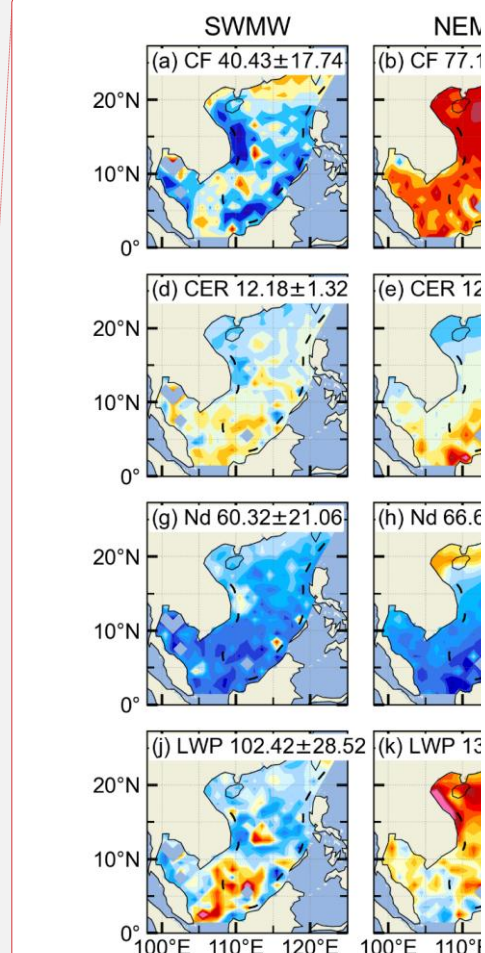 SWMW
(a) CF 40.43±17.74
20°N
10°N
0°
(d) CER 12.18±1.32
20°N
10°N
0°
(g) Nd 60.32±21.06
20°N
10°N
0°
(j) LWP 102.42±28.52
20°N
10°N
0°
100°E 110°E 120°E
NEM
(b) CF 77.1
(e) CER 12
(h) Nd 66.6
(k) LWP 13
100°E 110°E